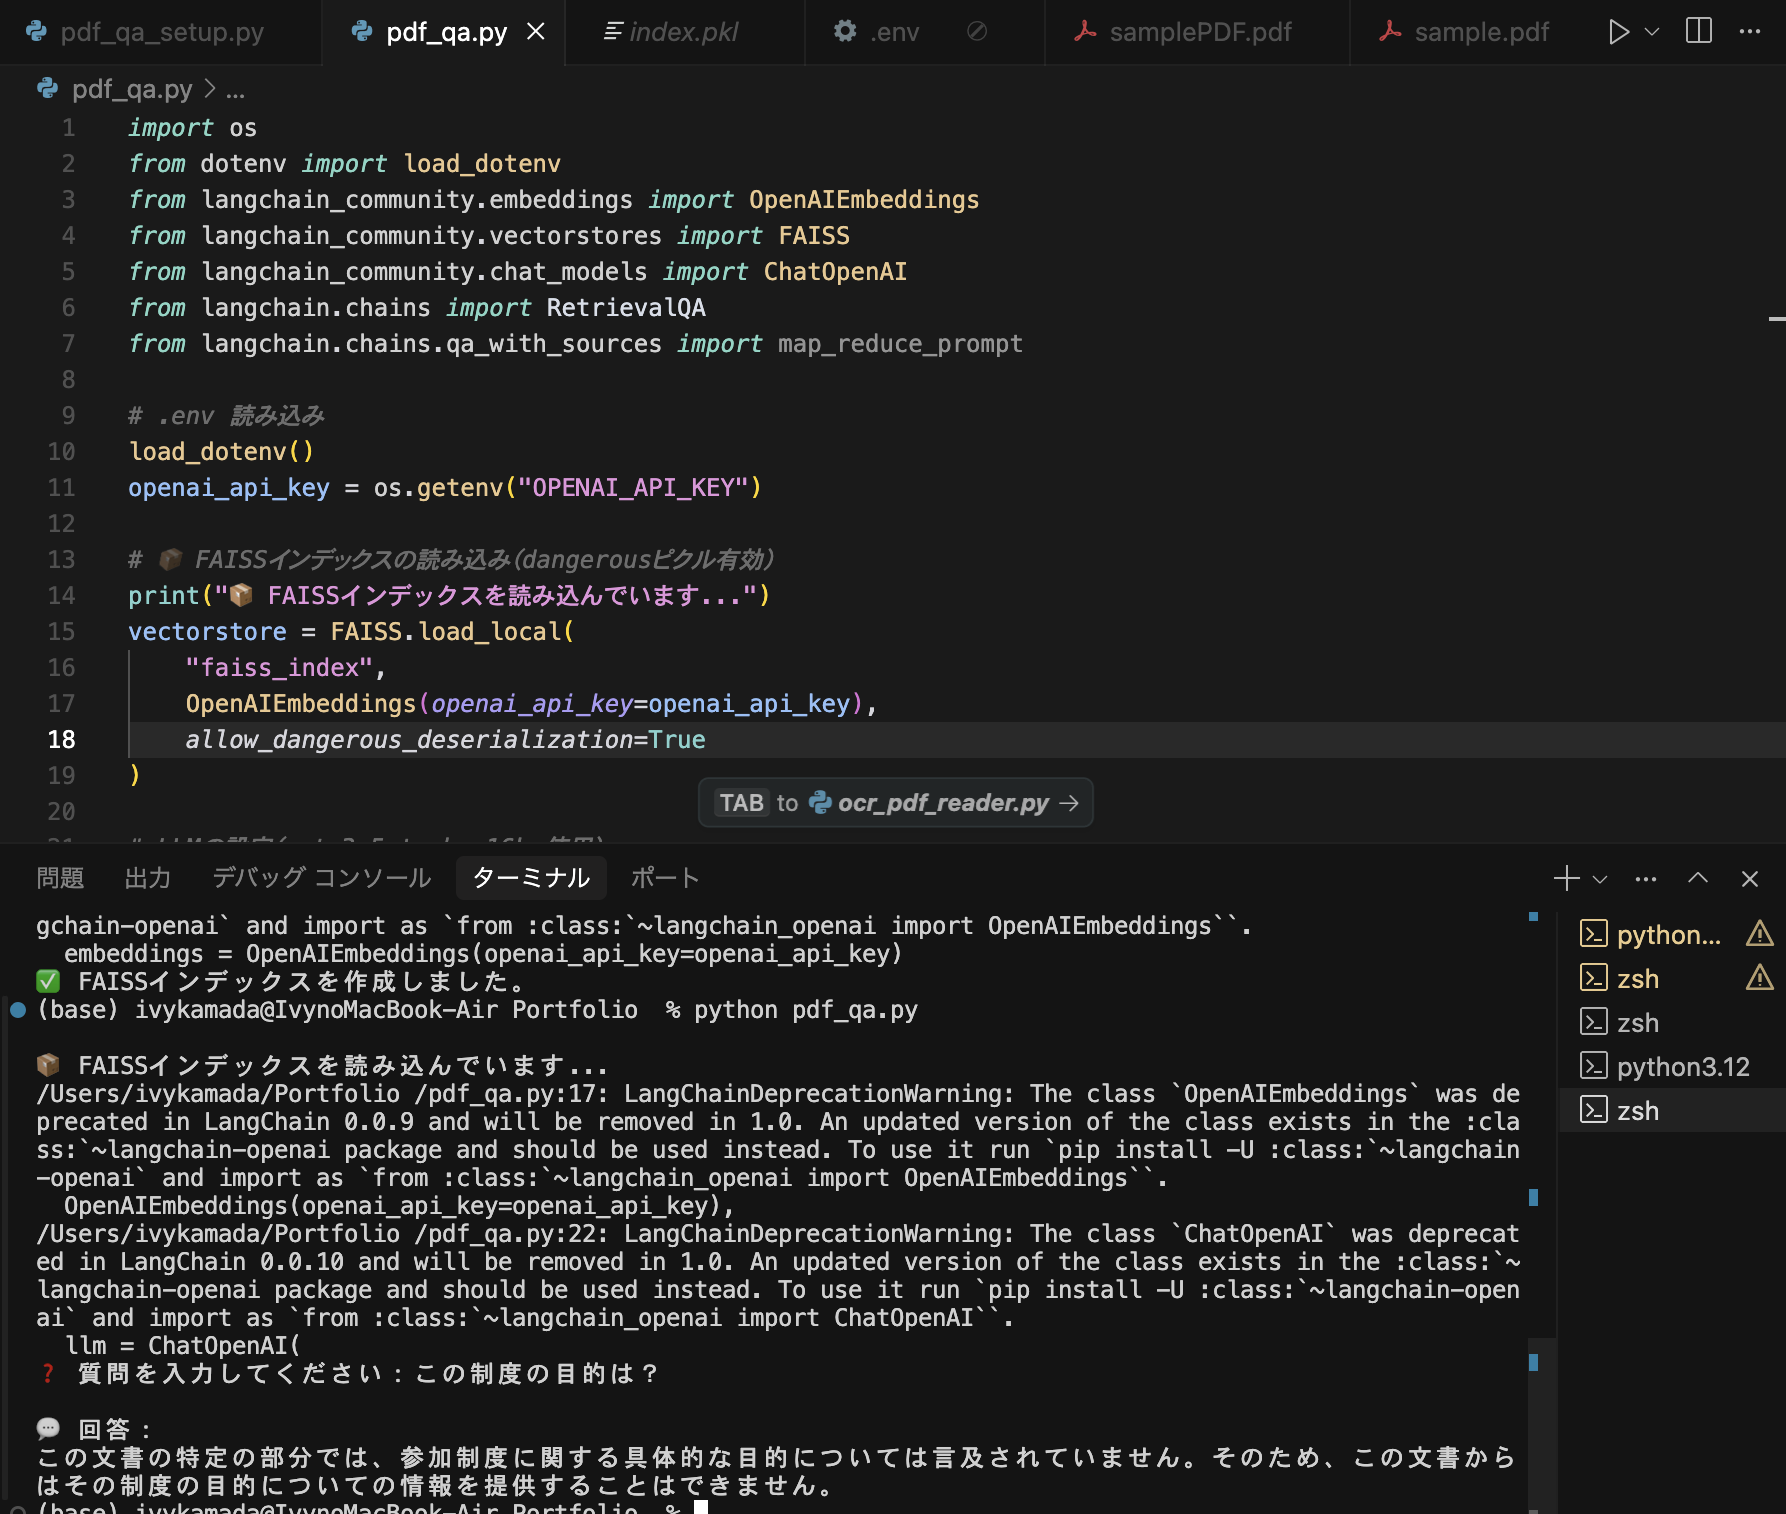 pdf_qa_setup.py
pdf_qa.py
index.pkl
.env
samplePDF.pdf
sample.pdf
pdf_qa.py > ...
1 import os
2 from dotenv import load_dotenv
3 from langchain_community.embeddings import OpenAIEmbeddings
4 from langchain_community.vectorstores import FAISS
5 from langchain_community.chat_models import ChatOpenAI
6 from langchain.chains import RetrievalQA
7 from langchain.chains.qa_with_sources import map_reduce_prompt
8
9 # .env 読み込み
10 load_dotenv()
11 openai_api_key = os.getenv("OPENAI_API_KEY")
12
13 # 📦 FAISSインデックスの読み込み（dangerousピクル有効）
14 print("📦 FAISSインデックスを読み込んでいます...")
15 vectorstore = FAISS.load_local(
16 "faiss_index",
17 OpenAIEmbeddings(openai_api_key=openai_api_key),
18 allow_dangerous_deserialization=True
19 )
TAB to ocr_pdf_reader.py →
20
問題
出力
デバッグ コンソール
ターミナル
ポート
gchain-openai` and import as `from :class:`~langchain_openai import OpenAIEmbeddings``.
embeddings = OpenAIEmbeddings(openai_api_key=openai_api_key)
✅ FAISSインデックスを作成しました。
(base) ivykamada@IvynoMacBook-Air Portfolio % python pdf_qa.py
📦 FAISSインデックスを読み込んでいます...
/Users/ivykamada/Portfolio /pdf_qa.py:17: LangChainDeprecationWarning: The class `OpenAIEmbeddings` was de
precated in LangChain 0.0.9 and will be removed in 1.0. An updated version of the class exists in the :cla
ss:`~langchain-openai package and should be used instead. To use it run `pip install -U :class:`~langchain
-openai` and import as `from :class:`~langchain_openai import OpenAIEmbeddings``.
OpenAIEmbeddings(openai_api_key=openai_api_key),
/Users/ivykamada/Portfolio /pdf_qa.py:22: LangChainDeprecationWarning: The class `ChatOpenAI` was deprecat
ed in LangChain 0.0.10 and will be removed in 1.0. An updated version of the class exists in the :class:`~
langchain-openai package and should be used instead. To use it run `pip install -U :class:`~langchain-open
ai` and import as `from :class:`~langchain_openai import ChatOpenAI``.
llm = ChatOpenAI(
❓ 質問を入力してください：この制度の目的は？
💬 回答：
この文書の特定の部分では、参加制度に関する具体的な目的については言及されていません。そのため、この文書から
はその制度の目的についての情報を提供することはできません。
(base) ivykamada@IvynoMacBook-Air Portfolio %
python...
zsh
zsh
python3.12
zsh